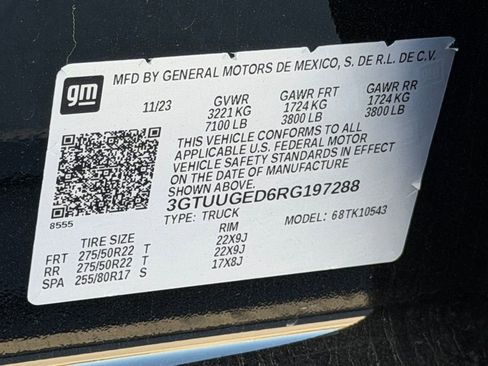 gm
MFD BY GENERAL MOTORS DE MEXICO, S. DE R.L. DE C.V.
11/23 GVWR GAWR FRT GAWR RR
3221 KG 1724 KG 1724 KG
7100 LB 3800 LB 3800 LB
THIS VEHICLE CONFORMS TO ALL
APPLICABLE U.S. FEDERAL MOTOR
VEHICLE SAFETY STANDARDS IN EFFECT
ON THE DATE OF MANUFACTURE
SHOWN ABOVE.
3GTUUGED6RG197288
8555
TYPE: TRUCK MODEL: 68TK10543
TIRE SIZE RIM
FRT 275/50R22 T 22X9J
RR 275/50R22 T 22X9J
SPA 255/80R17 S 17X8J